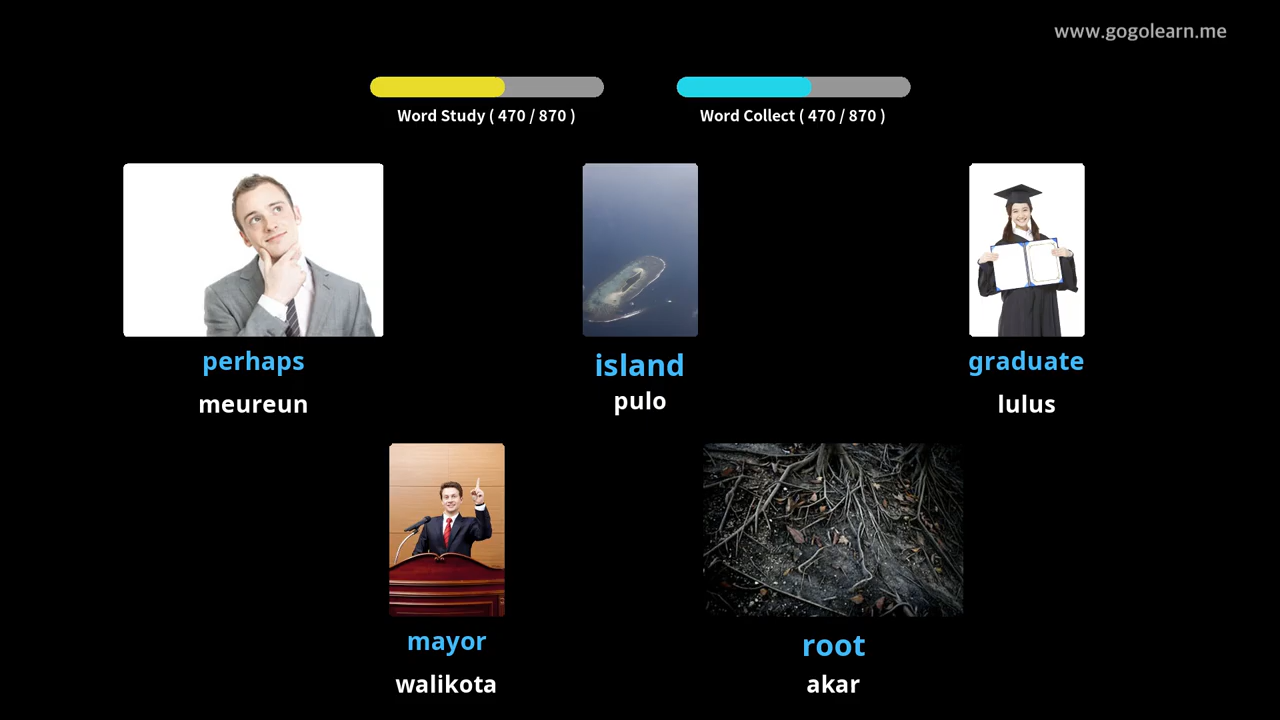 www.gogolearn.me
Word Study ( 470 / 870 )
Word Collect ( 470 / 870 )
perhaps
meureun
island
pulo
graduate
lulus
mayor
walikota
root
akar